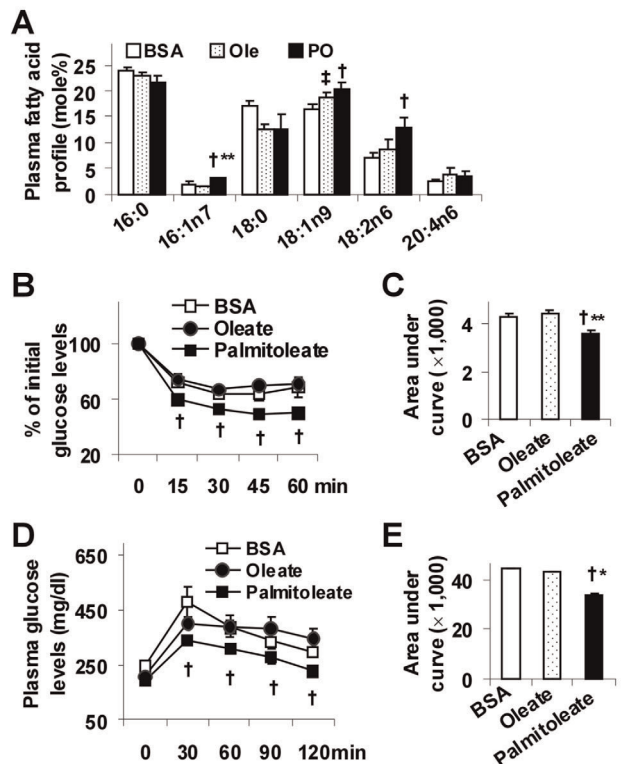 A
BSA Ole PO
Plasma fatty acid
profile (mole%)
25
20
15
10
5
0
† **
‡ †
†
16:0 16:1n7 18:0 18:1n9 18:2n6 20:4n6
B
BSA
Oleate
Palmitoleate
% of initial
glucose levels
100
60
20
† † † †
0 15 30 45 60 min
C
Area under
curve (×1,000)
4
2
0
† **
BSA Oleate Palmitoleate
D
BSA
Oleate
Palmitoleate
Plasma glucose
levels (mg/dl)
650
450
250
50
† † † †
0 30 60 90 120min
E
Area under
curve (×1,000)
40
20
0
† *
BSA Oleate Palmitoleate